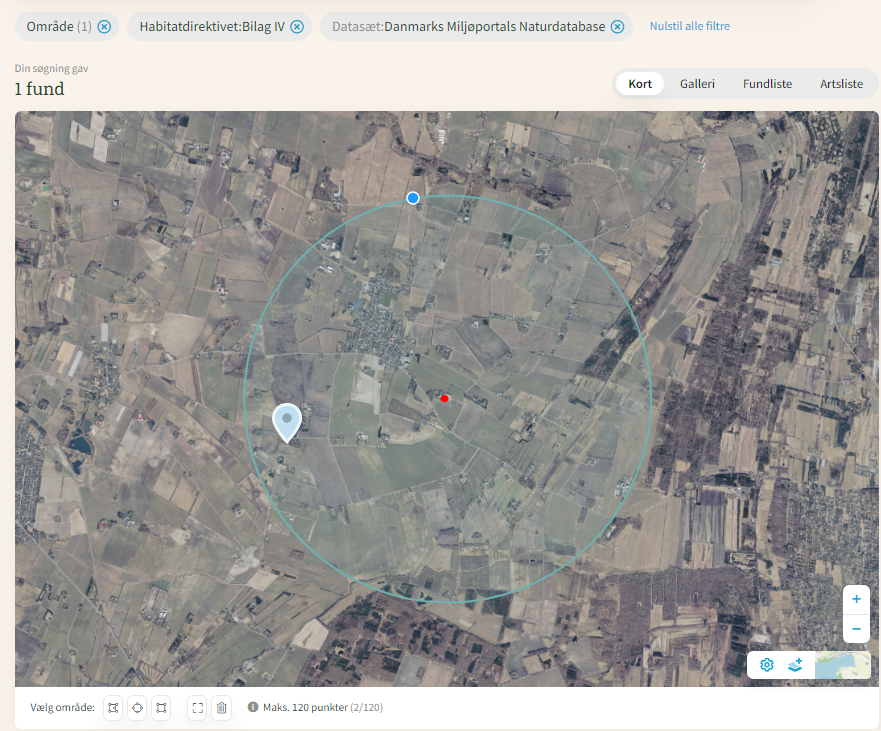 Område (1) Habitatdirektivet:Bilag IV Datasæt:Danmarks Miljøportals Naturdatabase Nulstil alle filtre
Din søgning gav
1 fund
Kort Galleri Fundliste Artsliste
+
−
Vælg område: Maks. 120 punkter (2/120)